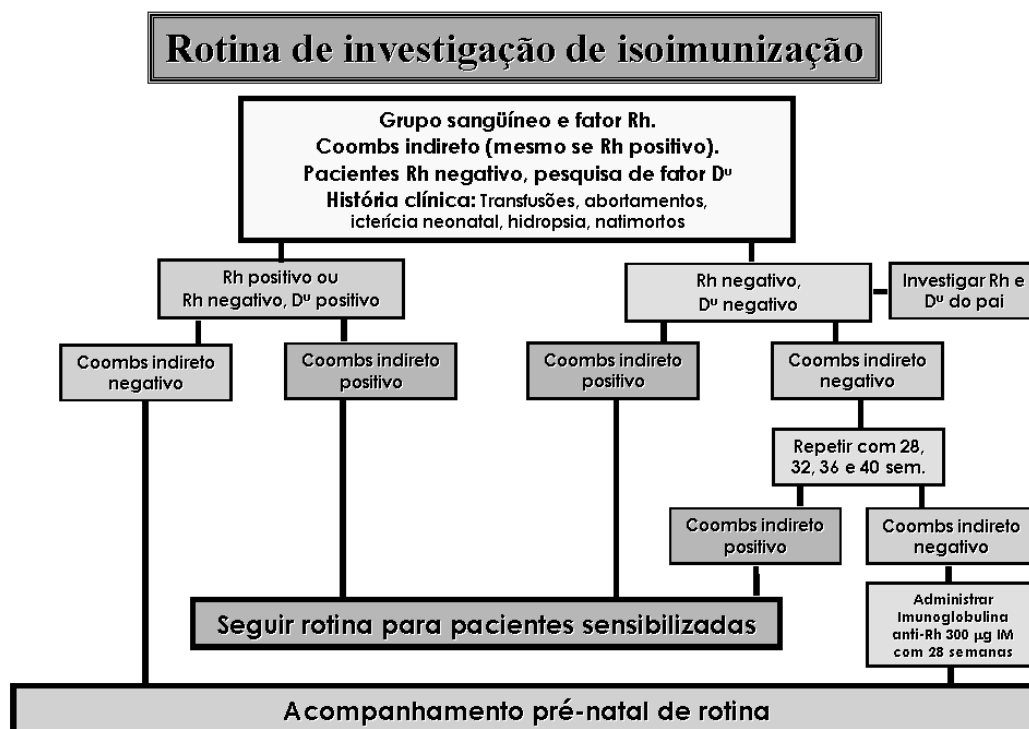 Rotina de investigação de isoimunização
Grupo sangüíneo e fator Rh.
Coombs indireto (mesmo se Rh positivo).
Pacientes Rh negativo, pesquisa de fator Dᵘ
História clínica: Transfusões, abortamentos,
icterícia neonatal, hidropsia, natimortos
Rh positivo ou
Rh negativo, Dᵘ positivo
Rh negativo,
Dᵘ negativo
Investigar Rh e
Dᵘ do pai
Coombs indireto
negativo
Coombs indireto
positivo
Coombs indireto
positivo
Coombs indireto
negativo
Repetir com 28,
32, 36 e 40 sem.
Coombs indireto
positivo
Coombs indireto
negativo
Administrar
Imunoglobulina
anti-Rh 300 μg IM
com 28 semanas
Seguir rotina para pacientes sensibilizadas
Acompanhamento pré-natal de rotina